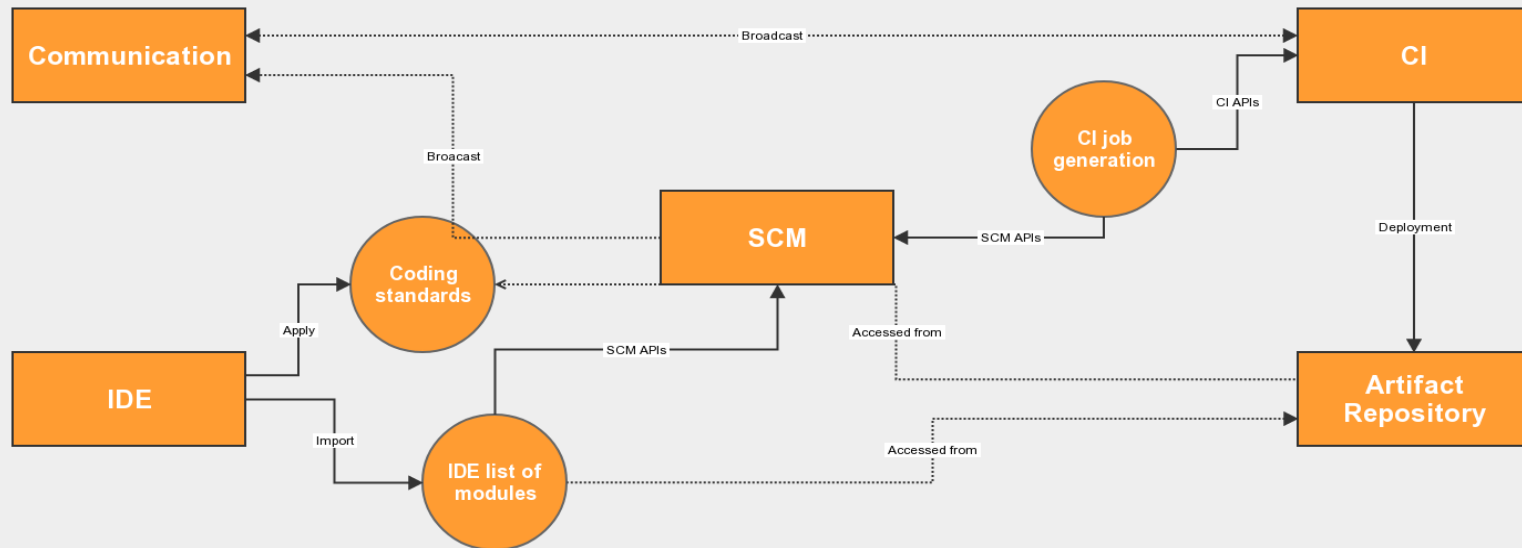 Communication
Broadcast
CI
CI APIs
CI job
generation
Broacast
SCM
SCM APIs
Deployment
Coding
standards
Apply
Accessed from
SCM APIs
IDE
Artifact
Repository
Import
Accessed from
IDE list of
modules